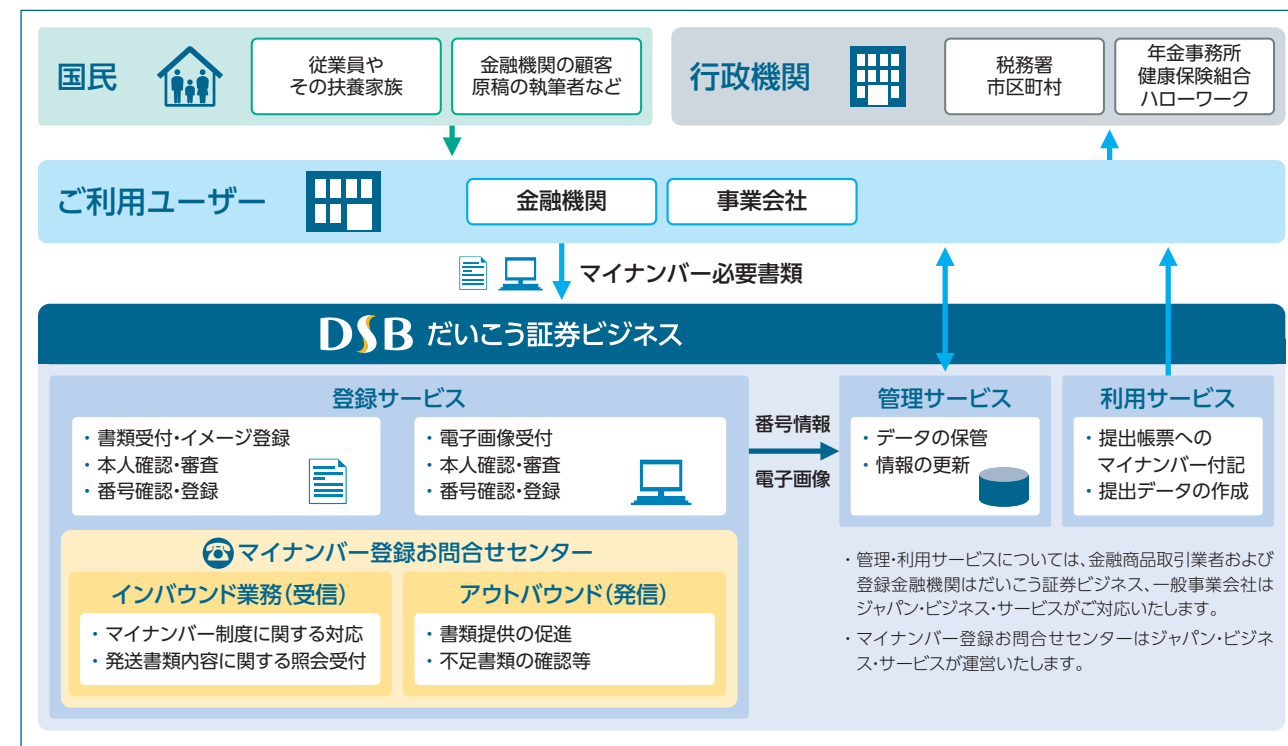 国民
従業員や
その扶養家族
金融機関の顧客
原稿の執筆者など
行政機関
税務署
市区町村
年金事務所
健康保険組合
ハローワーク
ご利用ユーザー
金融機関
事業会社
マイナンバー必要書類
DSB だいこう証券ビジネス
登録サービス
・書類受付・イメージ登録
・本人確認・審査
・番号確認・登録
・電子画像受付
・本人確認・審査
・番号確認・登録
番号情報
電子画像
管理サービス
・データの保管
・情報の更新
利用サービス
・提出帳票への
マイナンバー付記
・提出データの作成
マイナンバー登録お問合せセンター
インバウンド業務(受信)
・マイナンバー制度に関する対応
・発送書類内容に関する照会受付
アウトバウンド(発信)
・書類提供の促進
・不足書類の確認等
・管理・利用サービスについては、金融商品取引業者および
登録金融機関はだいこう証券ビジネス、一般事業会社は
ジャパン・ビジネス・サービスがご対応いたします。
・マイナンバー登録お問合せセンターはジャパン・ビジネ
ス・サービスが運営いたします。